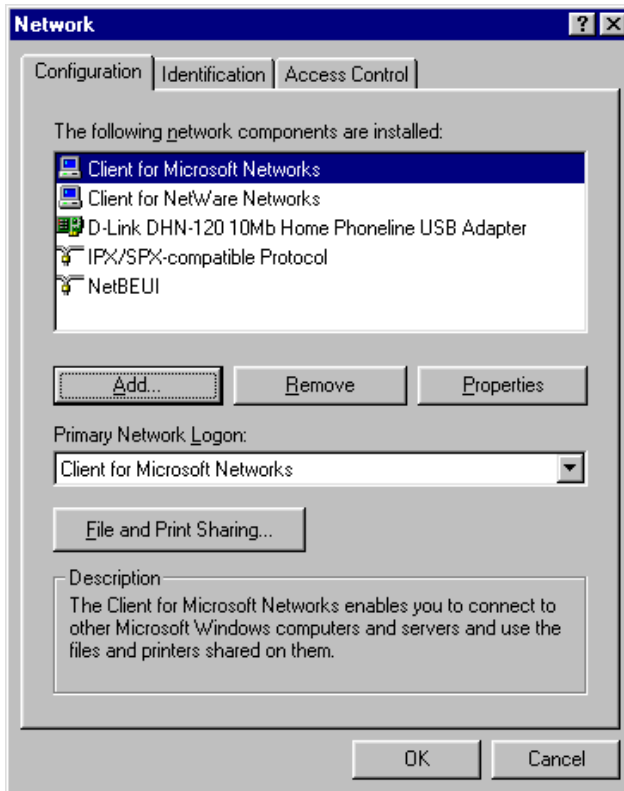 Network
Configuration
Identification
Access Control
The following network components are installed:
Client for Microsoft Networks
Client for NetWare Networks
D-Link DHN-120 10Mb Home Phoneline USB Adapter
IPX/SPX-compatible Protocol
NetBEUI
Add...
Remove
Properties
Primary Network Logon:
Client for Microsoft Networks
File and Print Sharing...
Description
The Client for Microsoft Networks enables you to connect to
other Microsoft Windows computers and servers and use the
files and printers shared on them.
OK
Cancel